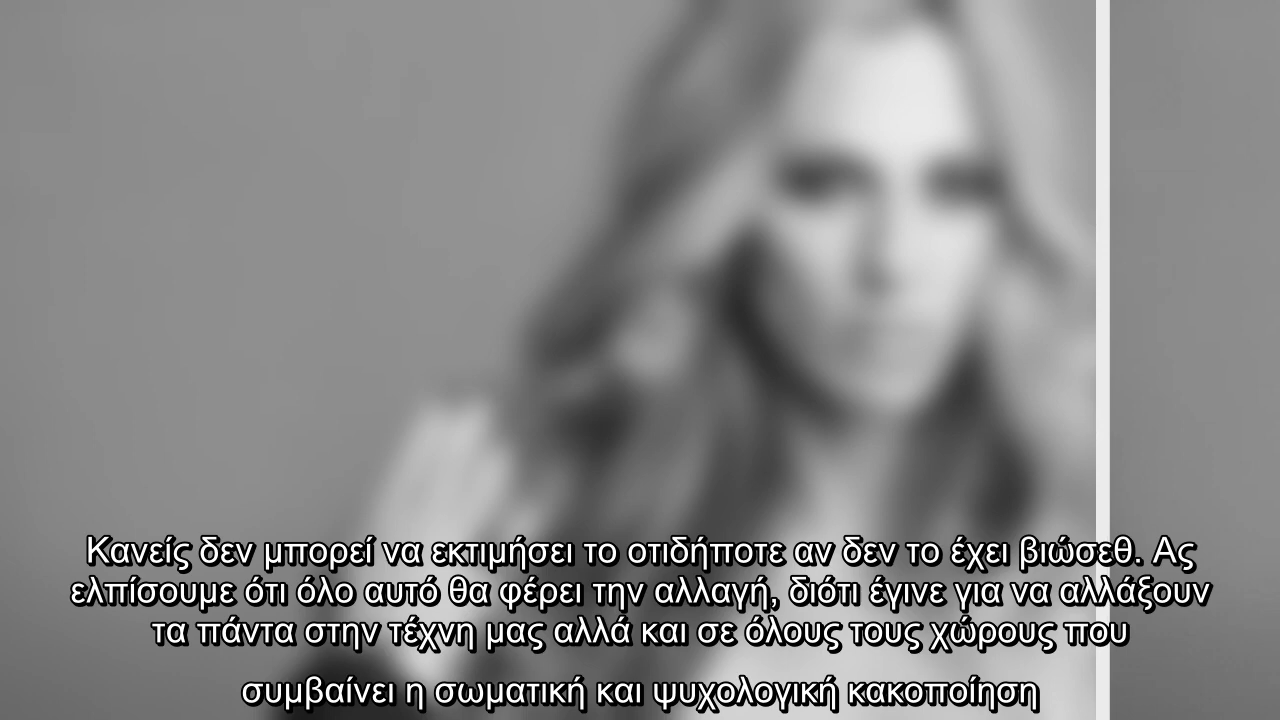 Κανείς δεν μπορεί να εκτιμήσει το οτιδήποτε αν δεν το έχει βιώσεθ. Ας
ελπίσουμε ότι όλο αυτό θα φέρει την αλλαγή, διότι έγινε για να αλλάξουν
τα πάντα στην τέχνη μας αλλά και σε όλους τους χώρους που
συμβαίνει η σωματική και ψυχολογική κακοποίηση